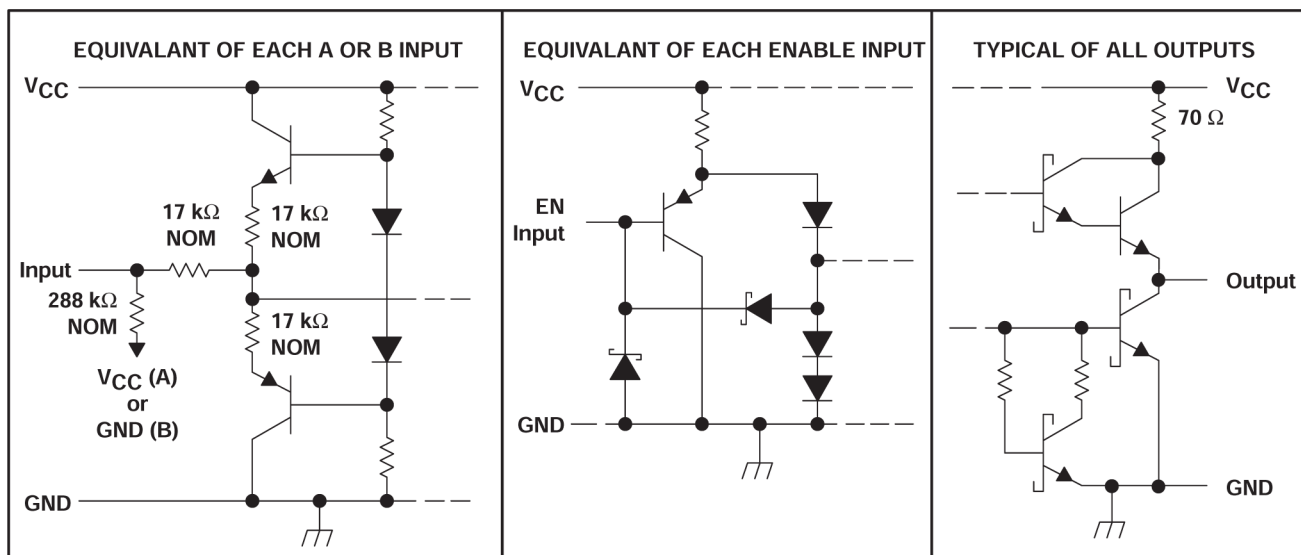 EQUIVALANT OF EACH A OR B INPUT
VCC
17 kΩ
NOM
17 kΩ
NOM
Input
288 kΩ
NOM
17 kΩ
NOM
VCC (A)
or
GND (B)
GND
EQUIVALANT OF EACH ENABLE INPUT
VCC
EN
Input
GND
TYPICAL OF ALL OUTPUTS
VCC
70 Ω
Output
GND